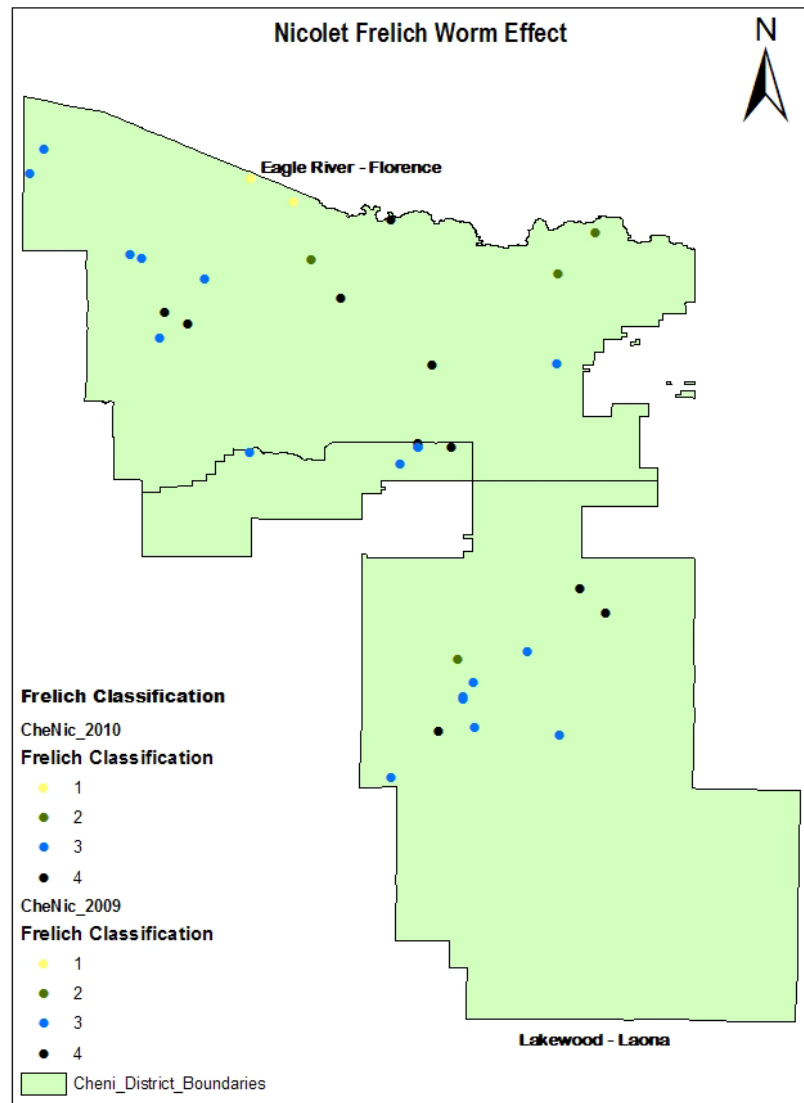 Nicolet Frelich Worm Effect
N
Eagle River - Florence
Frelich Classification
CheNic_2010
Frelich Classification
1
2
3
4
CheNic_2009
Frelich Classification
1
2
3
4
Cheni_District_Boundaries
Lakewood - Laona